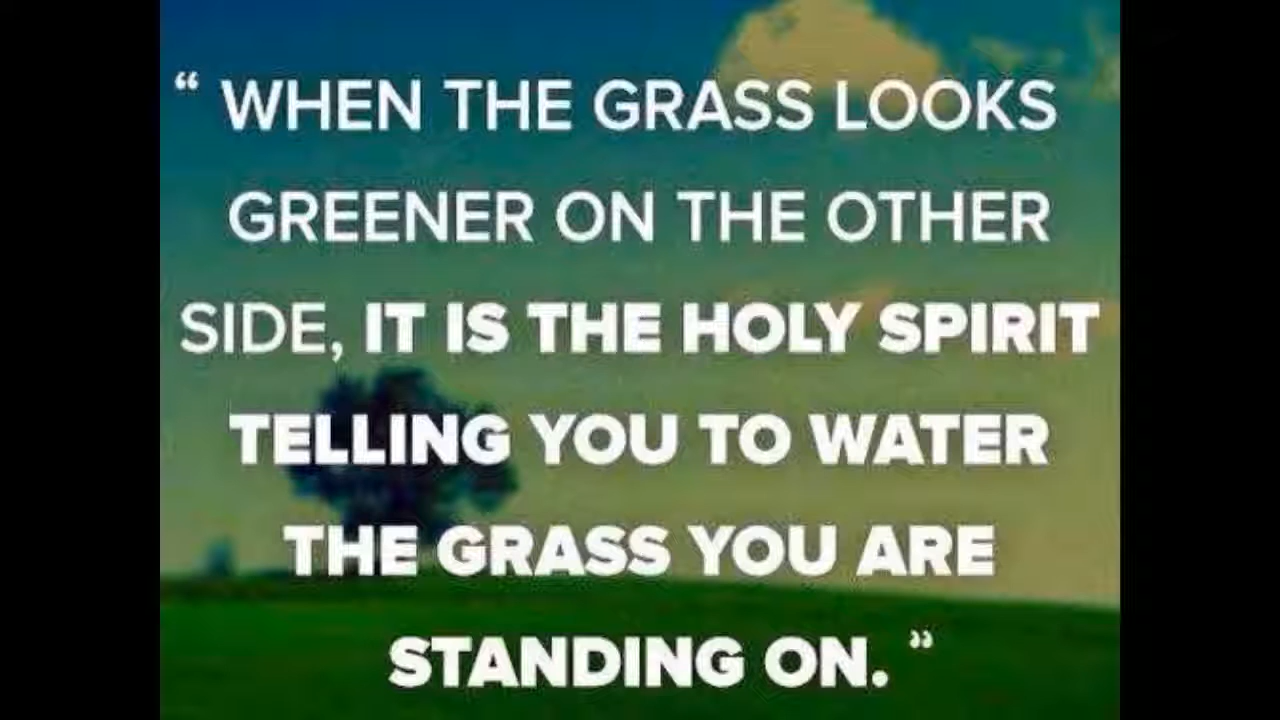 “ WHEN THE GRASS LOOKS
GREENER ON THE OTHER
SIDE, IT IS THE HOLY SPIRIT
TELLING YOU TO WATER
THE GRASS YOU ARE
STANDING ON. ”